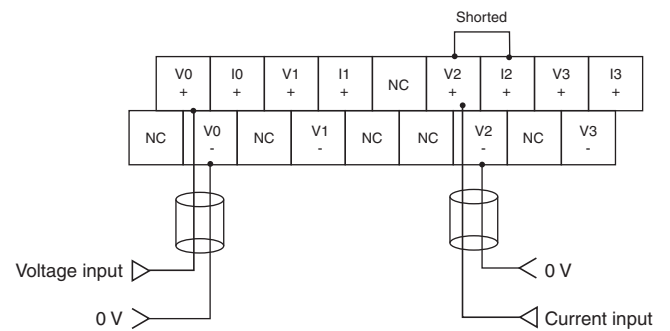 Shorted
V0 + I0 + V1 + I1 + NC V2 + I2 + V3 + I3 +
NC V0 - NC V1 - NC NC V2 - NC V3 -
Voltage input
0 V
0 V
Current input